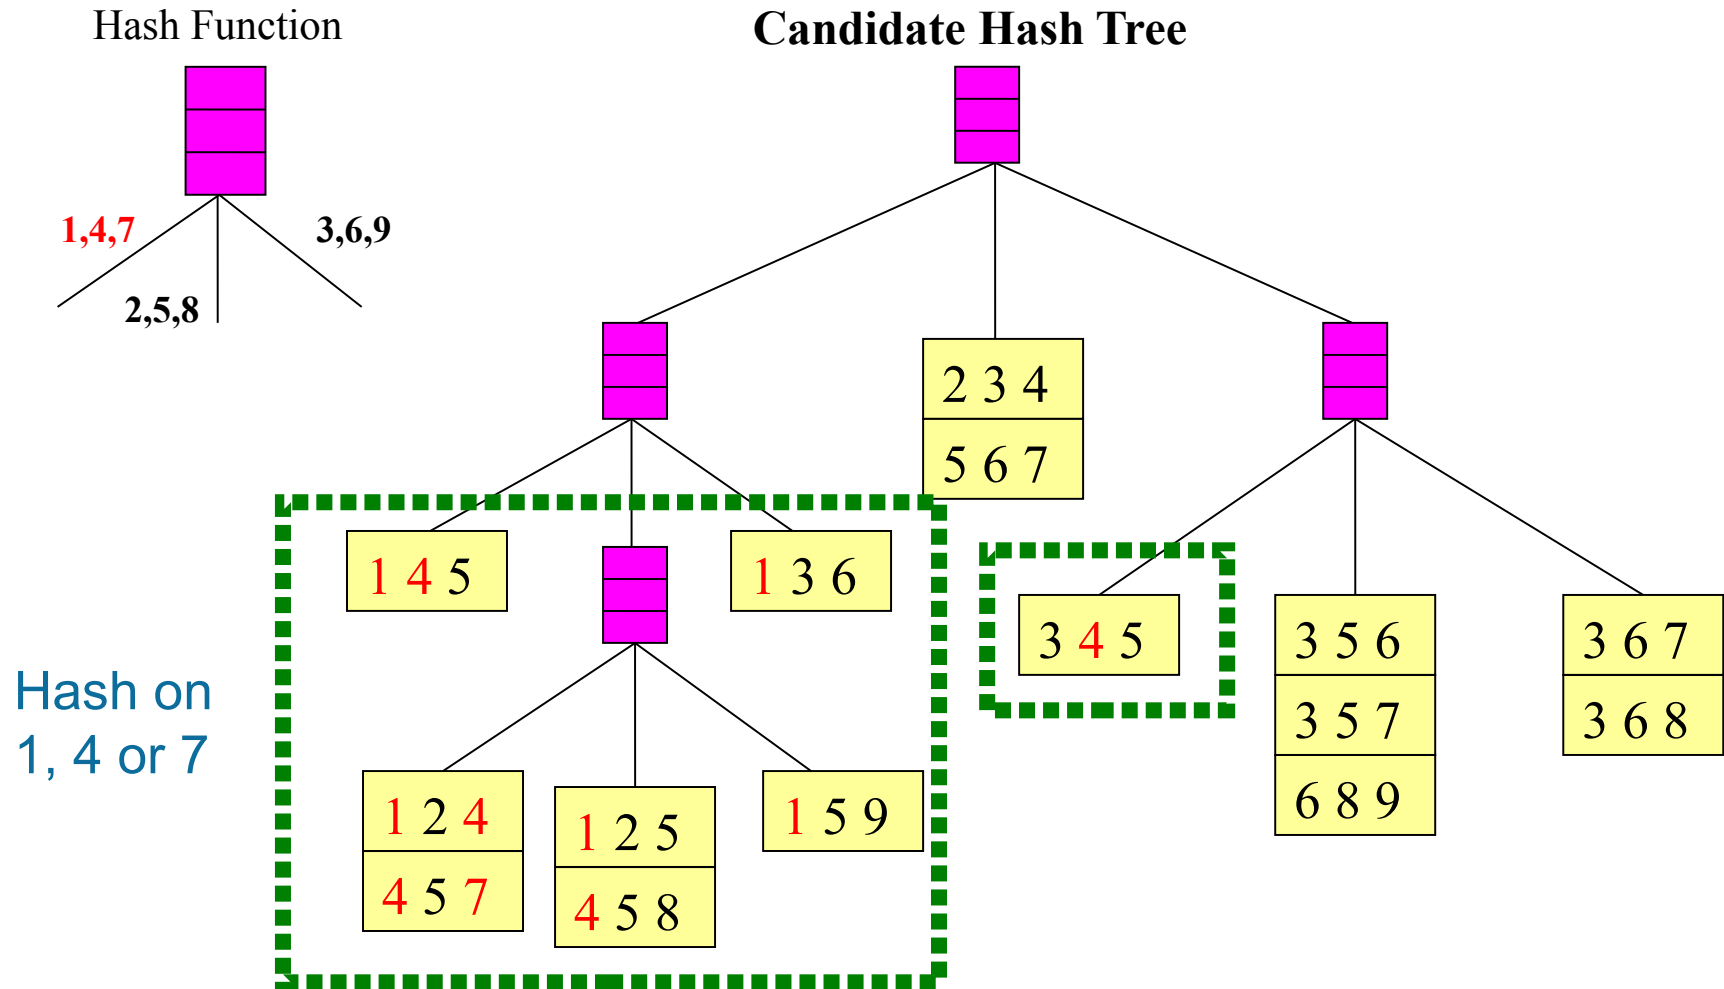 Hash Function
Candidate Hash Tree
1,4,7
3,6,9
2,5,8
2 3 4
5 6 7
1 4 5
1 3 6
3 4 5
3 5 6
3 6 7
3 5 7
3 6 8
6 8 9
Hash on
1, 4 or 7
1 2 4
4 5 7
1 2 5
4 5 8
1 5 9